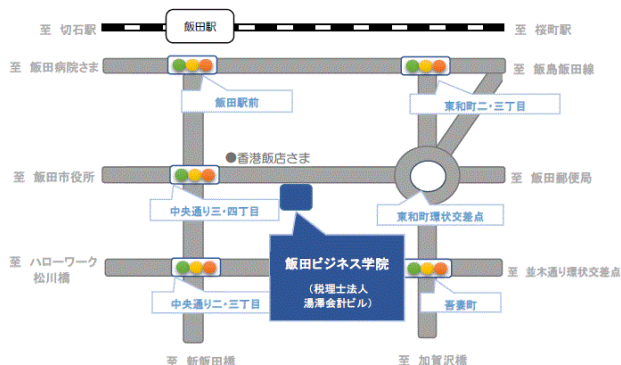 至 切石駅
飯田駅
至 桜町駅
至 飯田病院さま
至 飯島飯田線
飯田駅前
東和町二・三丁目
●香港飯店さま
至 飯田市役所
至 飯田郵便局
中央通り三・四丁目
東和町環状交差点
飯田ビジネス学院
（税理士法人
湯澤会計ビル）
至 ハローワーク
松川橋
至 並木通り環状交差点
中央通り二・三丁目
吾妻町
至 新飯田橋
至 加賀沢橋